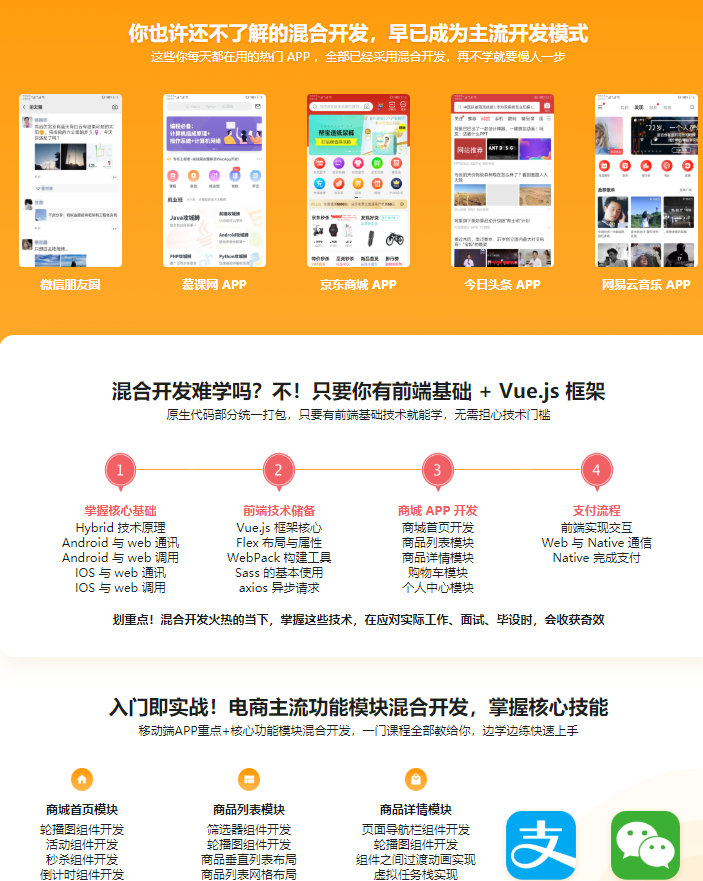 你也许还不了解的混合开发，早已成为主流开发模式
这些你每天都在用的热门 APP ，全部已经采用混合开发，再不学就要慢人一步
微信朋友圈
慕课网 APP
京东商城 APP
今日头条 APP
网易云音乐 APP
混合开发难学吗？不！只要你有前端基础 + Vue.js 框架
原生代码部分统一打包，只要有前端基础技术就能学，无需担心技术门槛
1
2
3
4
掌握核心基础
Hybrid 技术原理
Android 与 web 通讯
Android 与 web 调用
IOS 与 web 通讯
IOS 与 web 调用
前端技术储备
Vue.js 框架核心
Flex 布局与属性
WebPack 构建工具
Sass 的基本使用
axios 异步请求
商城 APP 开发
商城首页开发
商品列表模块
商品详情模块
购物车模块
个人中心模块
支付流程
前端实现交互
Web 与 Native 通信
Native 完成支付
划重点！混合开发火热的当下，掌握这些技术，在应对实际工作、面试、毕设时，会收获奇效
入门即实战！电商主流功能模块混合开发，掌握核心技能
移动端APP重点+核心功能模块混合开发，一门课程全部教给你，边学边练快速上手
商城首页模块
轮播图组件开发
活动组件开发
秒杀组件开发
倒计时组件开发
商品列表模块
筛选器组件开发
轮播图组件开发
商品垂直列表布局
商品列表网格布局
商品详情模块
页面导航栏组件开发
轮播图组件开发
组件之间过渡动画实现
虚拟任务栈实现
支